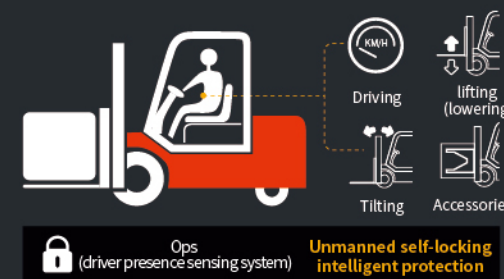 KM/H
Driving
lifting
(lowering
Tilting
Accessorie
Ops
(driver presence sensing system)
Unmanned self-locking
intelligent protection